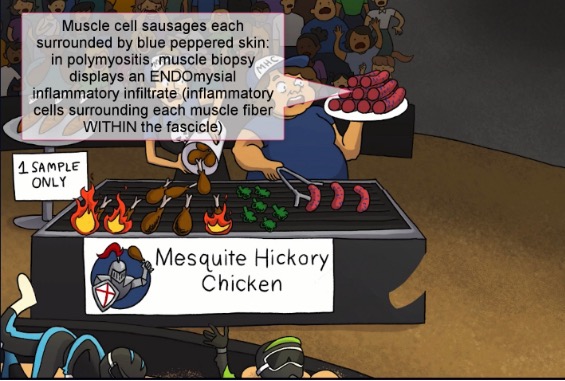 Muscle cell sausages each
surrounded by blue peppered skin:
in polymyositis, muscle biopsy
displays an ENDOmysial
inflammatory infiltrate (inflammatory
cells surrounding each muscle fiber
WITHIN the fascicle)
MHC
1 SAMPLE
ONLY
Mesquite Hickory
Chicken